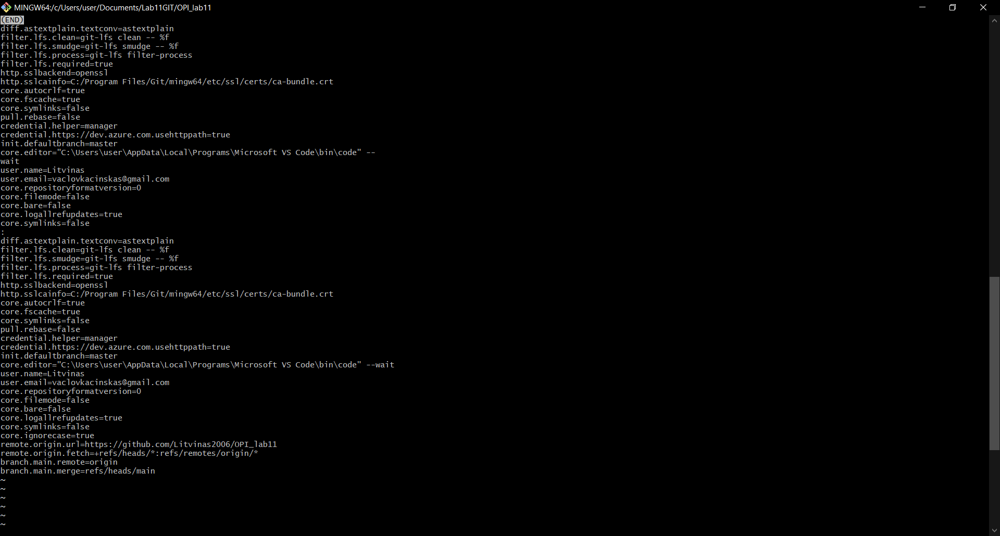 MINGW64:/c/Users/user/Documents/Lab11GIT/OPI_lab11
(END)
diff.astextplain.textconv=astextplain
filter.lfs.clean=git-lfs clean -- %f
filter.lfs.smudge=git-lfs smudge -- %f
filter.lfs.process=git-lfs filter-process
filter.lfs.required=true
http.sslbackend=openssl
http.sslcainfo=C:/Program Files/Git/mingw64/etc/ssl/certs/ca-bundle.crt
core.autocrlf=true
core.fscache=true
core.symlinks=false
pull.rebase=false
credential.helper=manager
credential.https://dev.azure.com.usehttppath=true
init.defaultbranch=master
core.editor="C:\Users\user\AppData\Local\Programs\Microsoft VS Code\bin\code" --
wait
user.name=Litvinas
user.email=vaclovkacinskas@gmail.com
core.repositoryformatversion=0
core.filemode=false
core.bare=false
core.logallrefupdates=true
core.symlinks=false
:
diff.astextplain.textconv=astextplain
filter.lfs.clean=git-lfs clean -- %f
filter.lfs.smudge=git-lfs smudge -- %f
filter.lfs.process=git-lfs filter-process
filter.lfs.required=true
http.sslbackend=openssl
http.sslcainfo=C:/Program Files/Git/mingw64/etc/ssl/certs/ca-bundle.crt
core.autocrlf=true
core.fscache=true
core.symlinks=false
pull.rebase=false
credential.helper=manager
credential.https://dev.azure.com.usehttppath=true
init.defaultbranch=master
core.editor="C:\Users\user\AppData\Local\Programs\Microsoft VS Code\bin\code" --wait
user.name=Litvinas
user.email=vaclovkacinskas@gmail.com
core.repositoryformatversion=0
core.filemode=false
core.bare=false
core.logallrefupdates=true
core.symlinks=false
core.ignorecase=true
remote.origin.url=https://github.com/Litvinas2006/OPI_lab11
remote.origin.fetch=+refs/heads/*:refs/remotes/origin/*
branch.main.remote=origin
branch.main.merge=refs/heads/main
~
~
~
~
~
~